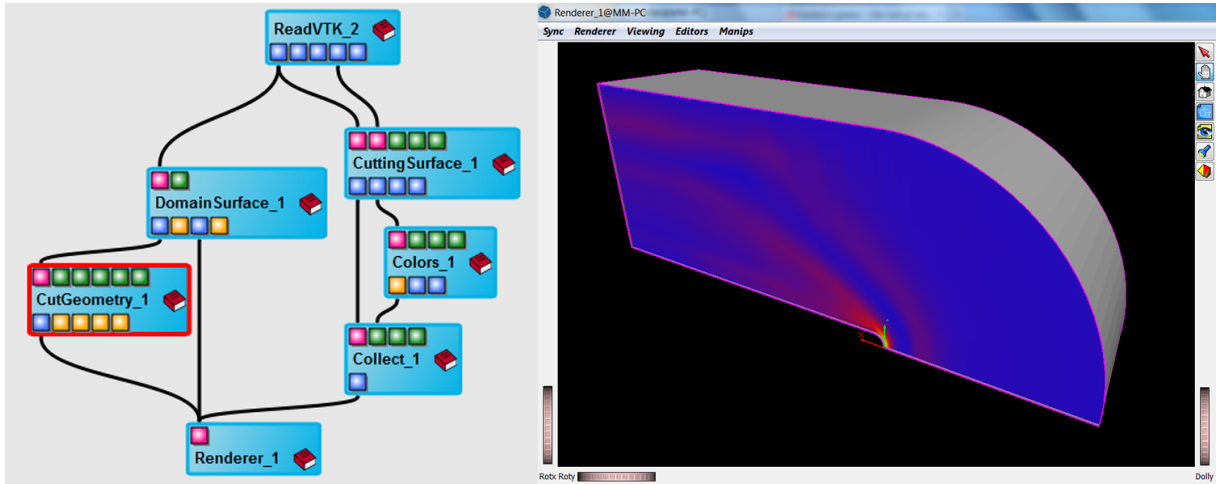 ReadVTK_2
CuttingSurface_1
DomainSurface_1
Colors_1
CutGeometry_1
Collect_1
Renderer_1
Renderer_1@MM-PC
Sync Renderer Viewing Editors Manips
Rotx Roty
Dolly